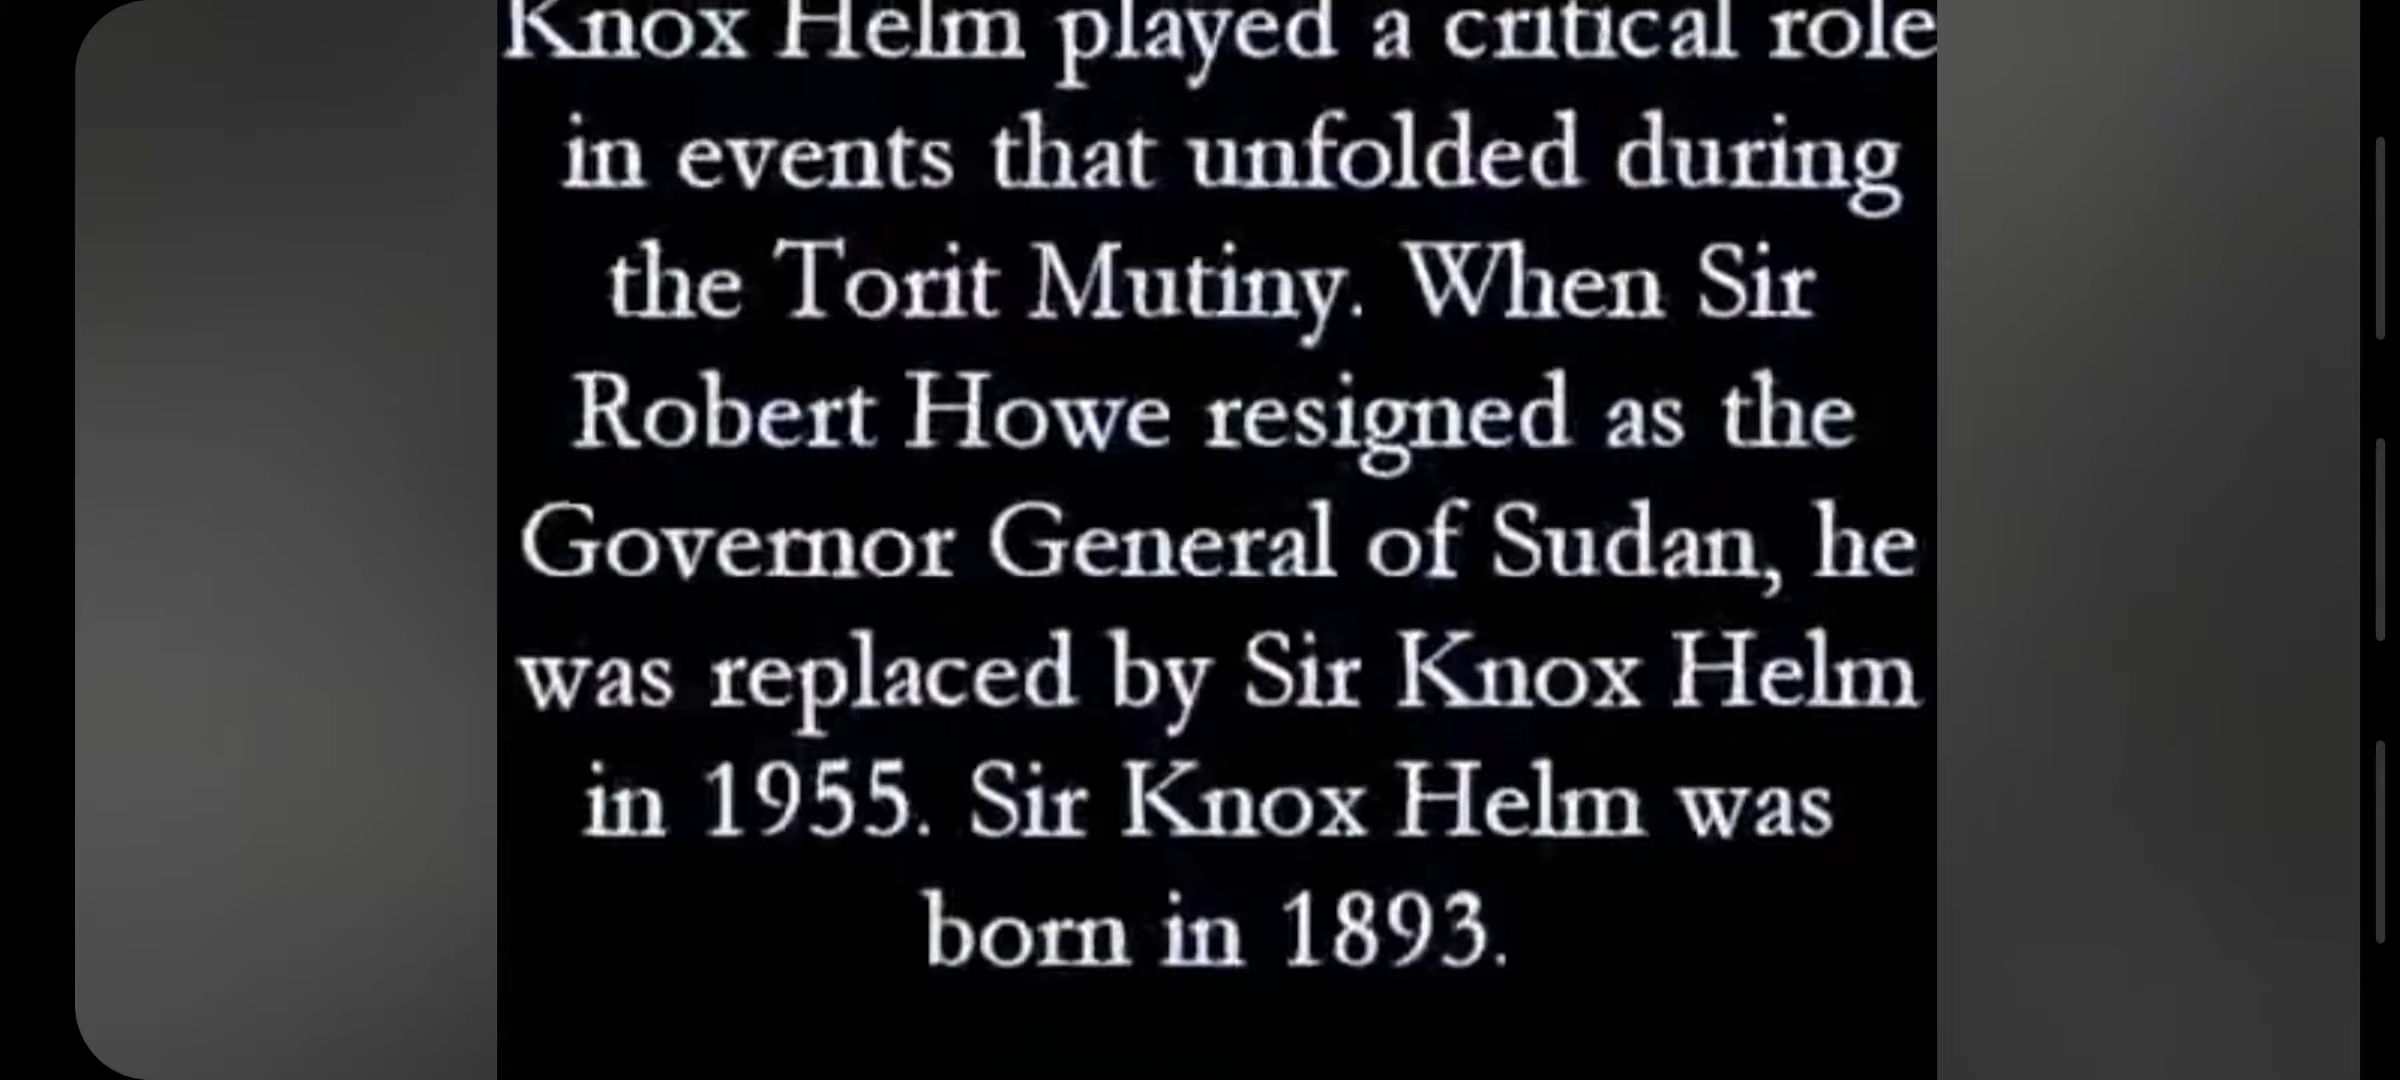 Knox Helm played a critical role
in events that unfolded during
the Torit Mutiny. When Sir
Robert Howe resigned as the
Governor General of Sudan, he
was replaced by Sir Knox Helm
in 1955. Sir Knox Helm was
born in 1893.